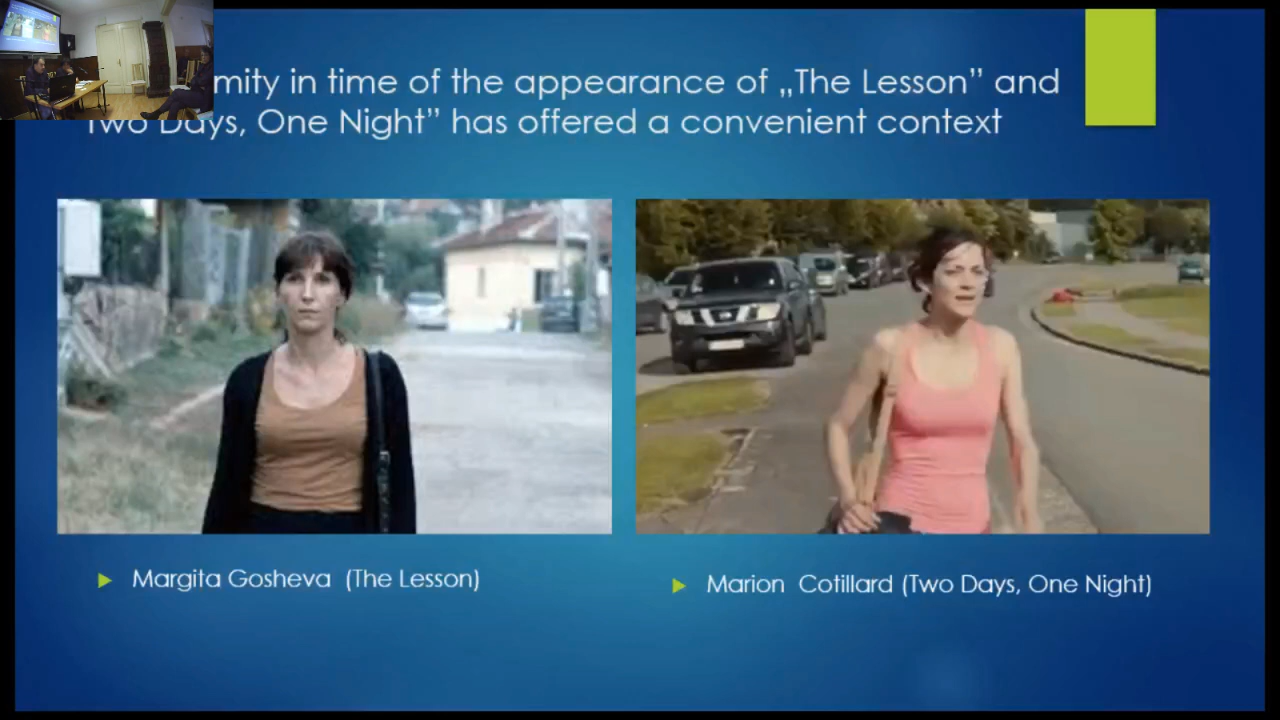 mity in time of the appearance of „The Lesson” and
Two Days, One Night” has offered a convenient context
Margita Gosheva (The Lesson)
Marion Cotillard (Two Days, One Night)